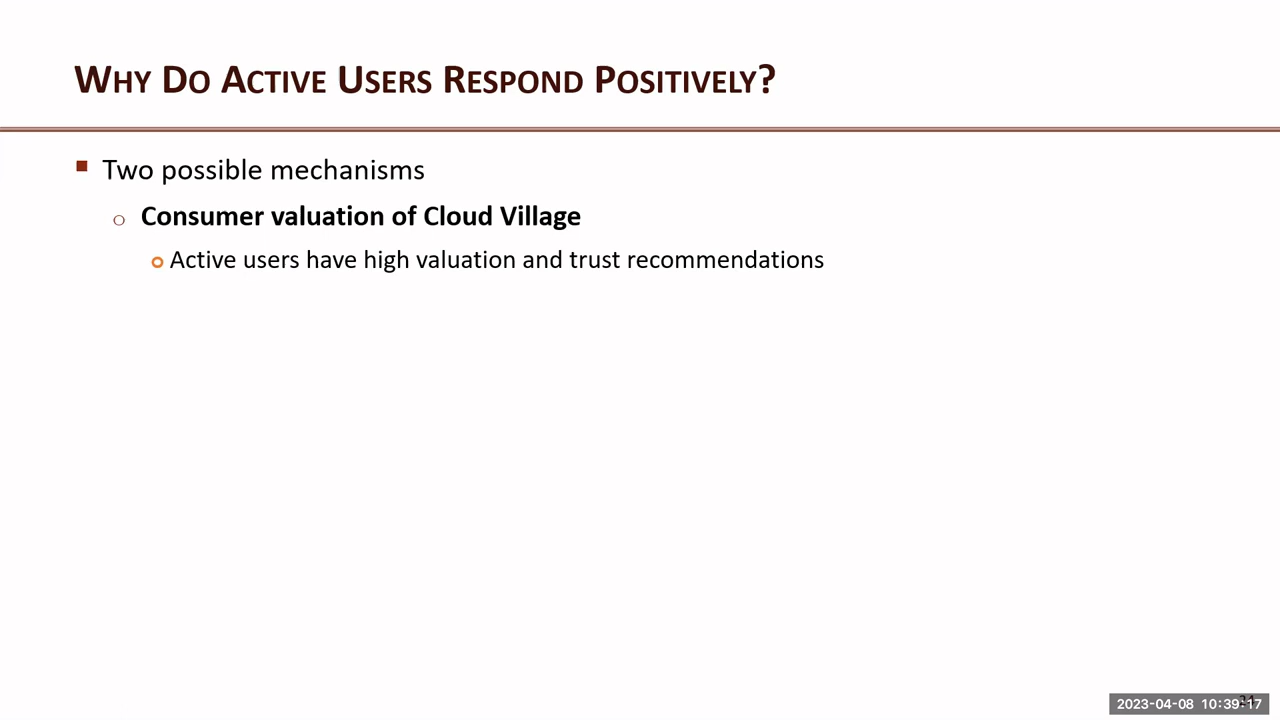 WHY DO ACTIVE USERS RESPOND POSITIVELY?
Two possible mechanisms
Consumer valuation of Cloud Village
Active users have high valuation and trust recommendations
2023-04-08 10:39:17